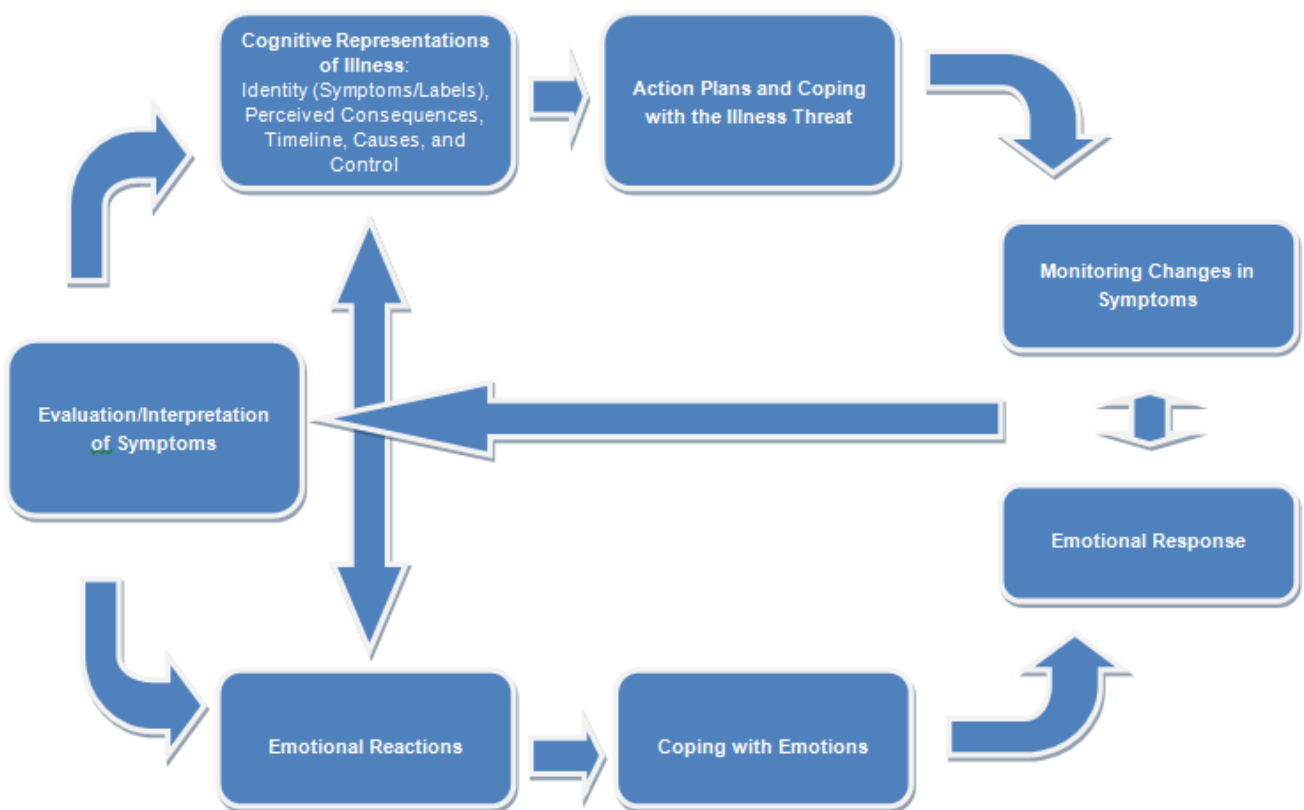 Cognitive Representations
of Illness:
Identity (Symptoms/Labels),
Perceived Consequences,
Timeline, Causes, and
Control
Action Plans and Coping
with the Illness Threat
Monitoring Changes in
Symptoms
Evaluation/Interpretation
of Symptoms
Emotional Response
Emotional Reactions
Coping with Emotions